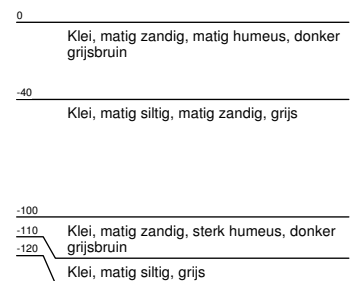 0
Klei, matig zandig, matig humeus, donker
grijsbruin
-40
Klei, matig siltig, matig zandig, grijs
-100
-110
Klei, matig zandig, sterk humeus, donker
-120
grijsbruin
Klei, matig siltig, grijs